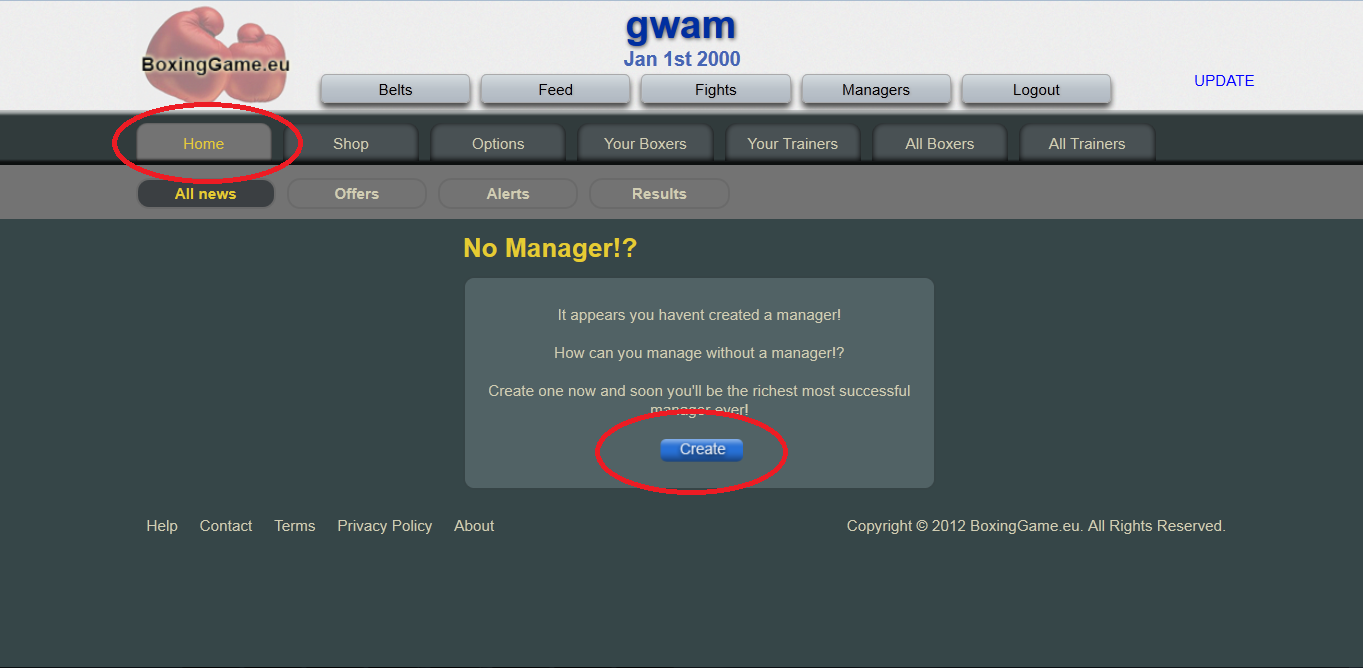 BoxingGame.eu
gwam
Jan 1st 2000
Belts Feed Fights Managers Logout
UPDATE
Home Shop Options Your Boxers Your Trainers All Boxers All Trainers
All news Offers Alerts Results
No Manager!?
It appears you havent created a manager!
How can you manage without a manager!?
Create one now and soon you'll be the richest most successful
manager ever!
Create
Help Contact Terms Privacy Policy About Copyright © 2012 BoxingGame.eu. All Rights Reserved.